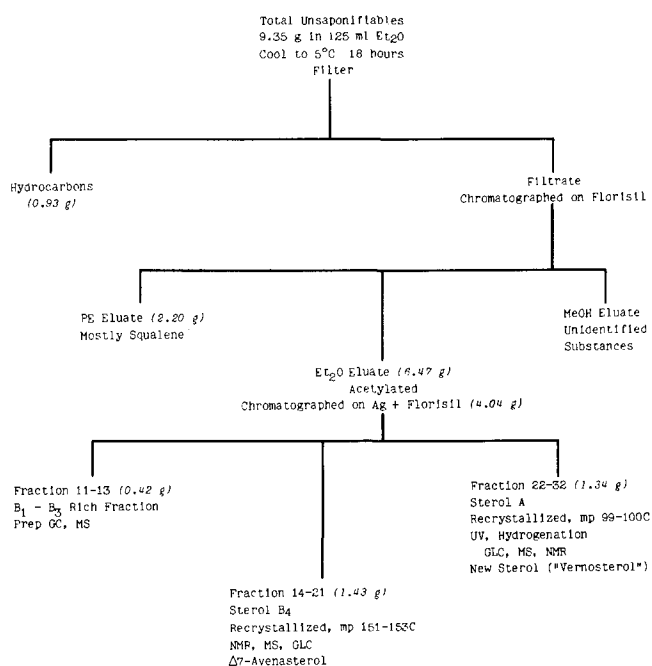 Total Unsaponifiables
9.35 g in 125 ml Et2O
Cool to 5°C 18 hours
Filter
Hydrocarbons
(0.93 g)
Filtrate
Chromatographed on Florisil
PE Eluate (2.20 g)
Mostly Squalene
MeOH Eluate
Unidentified
Substances
Et2O Eluate (6.47 g)
Acetylated
Chromatographed on Ag + Florisil (4.04 g)
Fraction 11-13 (0.42 g)
B1 - B3 Rich Fraction
Prep GC, MS
Fraction 22-32 (1.34 g)
Sterol A
Recrystallized, mp 99-100C
UV, Hydrogenation
GLC, MS, NMR
New Sterol ("Vernosterol")
Fraction 14-21 (1.43 g)
Sterol B4
Recrystallized, mp 151-153C
NMR, MS, GLC
Δ7-Avenasterol